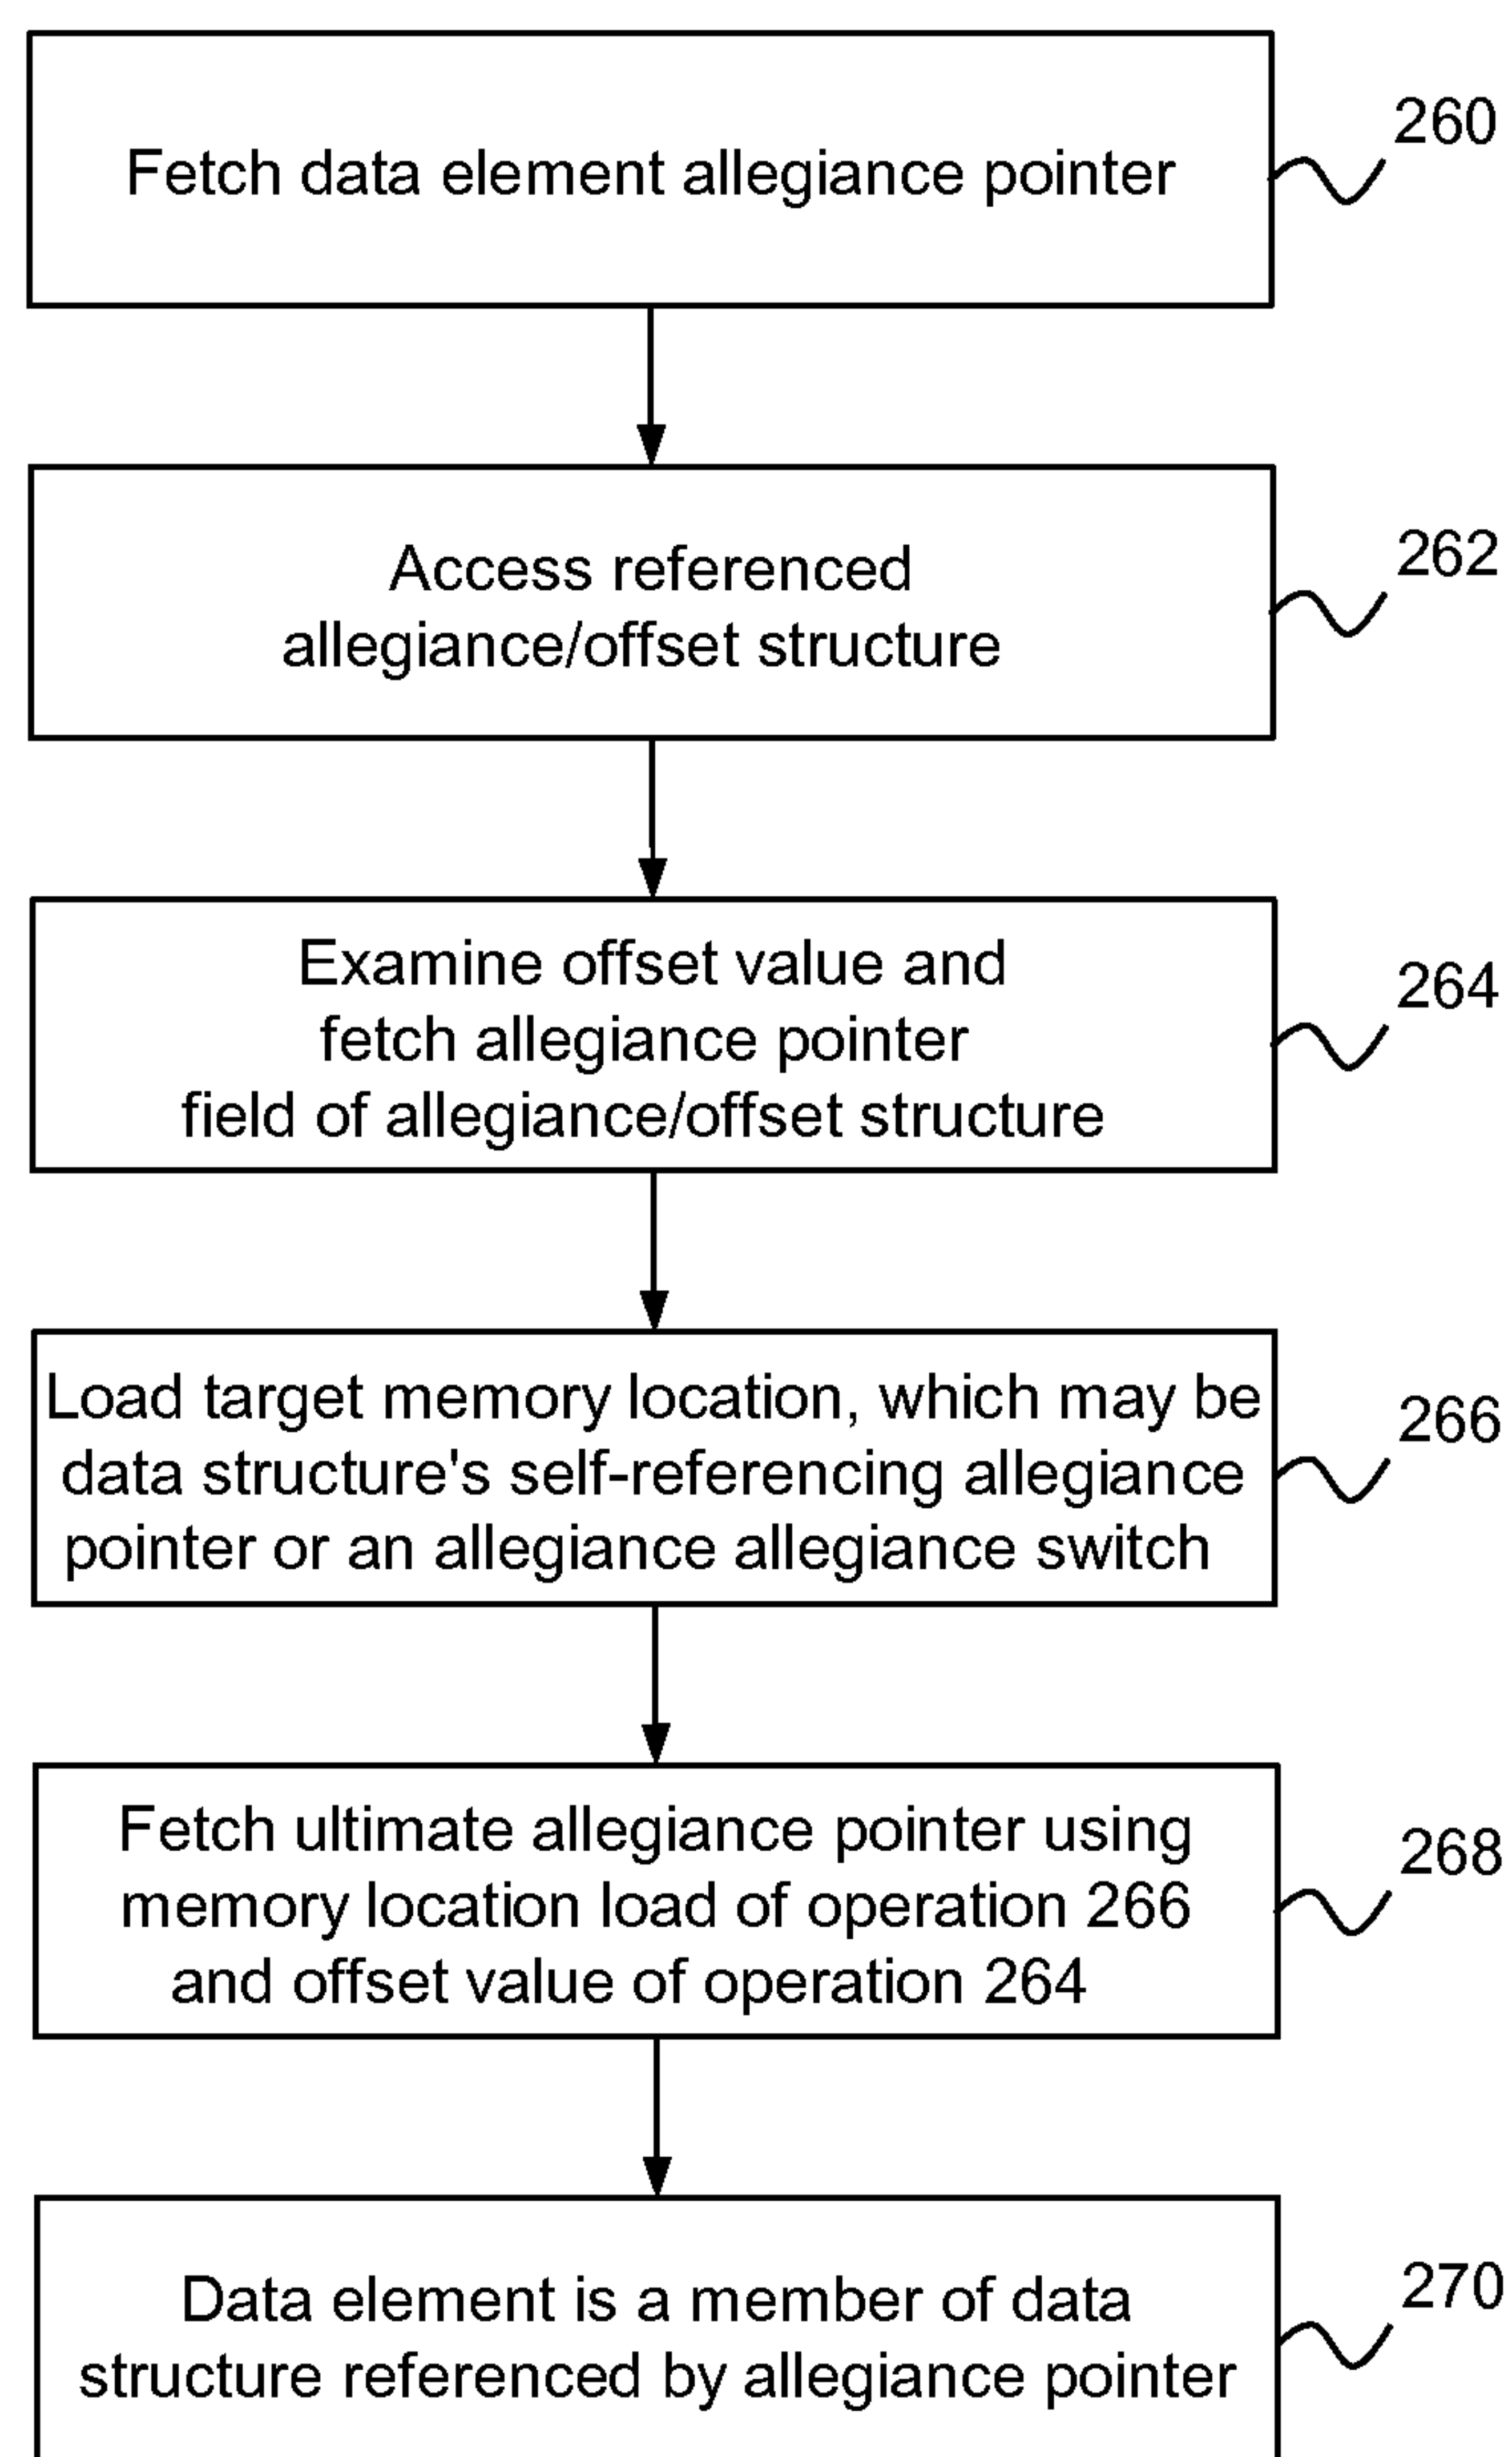 260
Fetch data element allegiance pointer
262
Access referenced
allegiance/offset structure
264
Examine offset value and
fetch allegiance pointer
field of allegiance/offset structure
266
Load target memory location, which may be
data structure's self-referencing allegiance
pointer or an allegiance allegiance switch
268
Fetch ultimate allegiance pointer using
memory location load of operation 266
and offset value of operation 264
270
Data element is a member of data
structure referenced by allegiance pointer